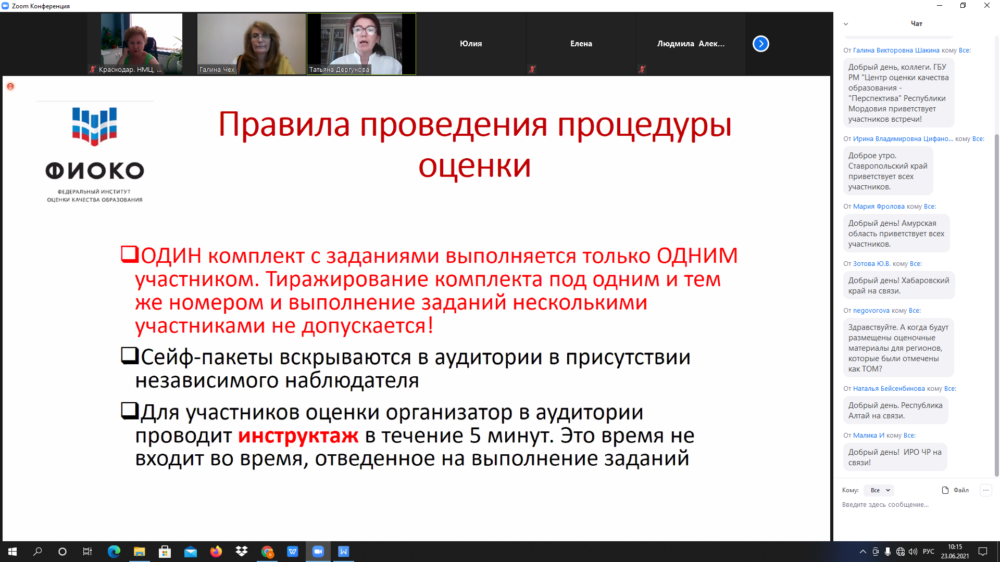 Zoom Конференция
Краснодар. НМЦ, ...
Галина Чех
Татьяна Дергунова
Юлия
Елена
Людмила Алек...
ФИОКО
ФЕДЕРАЛЬНЫЙ ИНСТИТУТ
ОЦЕНКИ КАЧЕСТВА ОБРАЗОВАНИЯ
Правила проведения процедуры
оценки
ОДИН комплект с заданиями выполняется только ОДНИМ
участником. Тиражирование комплекта под одним и тем
же номером и выполнение заданий несколькими
участниками не допускается!
Сейф-пакеты вскрываются в аудитории в присутствии
независимого наблюдателя
Для участников оценки организатор в аудитории
проводит инструктаж в течение 5 минут. Это время не
входит во время, отведенное на выполнение заданий
Чат
От Галина Викторовна Шакина кому Все:
Добрый день, коллеги. ГБУ
РМ "Центр оценки качества
образования -
"Перспектива" Республики
Мордовия приветствует
участников встречи!
От Ирина Владимировна Цифано... кому Все:
Доброе утро.
Ставропольский край
приветствует всех
участников.
От Мария Фролова кому Все:
Добрый день! Амурская
область приветствует всех
участников.
От Зотова Ю.В. кому Все:
Добрый день! Хабаровский
край на связи.
От negovorova кому Все:
Здравствуйте. А когда будут
размещены оценочные
материалы для регионов,
которые были отмечены
как ТОМ?
От Наталья Бейсенбинова кому Все:
Добрый день. Республика
Алтай на связи.
От Малика И кому Все:
Добрый день! ИРО ЧР на
связи!
Кому: Все Файл ...
Введите здесь сообщение...
РУС
10:15
23.06.2021